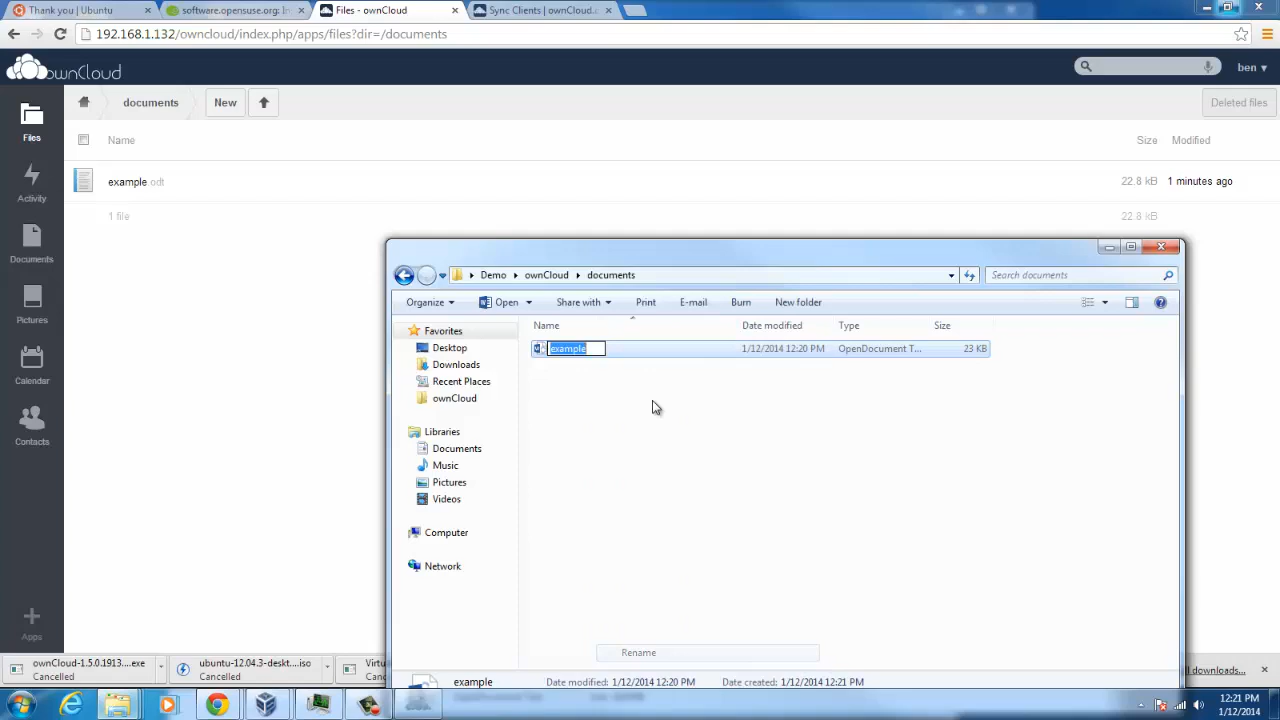 Thank you | Ubuntu
software.opensuse.org: In
Files - ownCloud
Sync Clients | ownCloud.
192.168.1.132/owncloud/index.php/apps/files?dir=/documents
ownCloud
ben
documents
New
Deleted files
Files
Name
Size
Modified
Activity
example.odt
22.8 kB
1 minutes ago
1 file
22.8 kB
Documents
Pictures
Calendar
Contacts
Apps
Demo
ownCloud
documents
Search documents
Organize
Open
Share with
Print
E-mail
Burn
New folder
Favorites
Name
Date modified
Type
Size
Desktop
example
1/12/2014 12:20 PM
OpenDocument T...
23 KB
Downloads
Recent Places
ownCloud
Libraries
Documents
Music
Pictures
Videos
Computer
Network
Rename
example
Date modified: 1/12/2014 12:20 PM
Date created: 1/12/2014 12:21 PM
ownCloud-1.5.0.1913....exe
Cancelled
ubuntu-12.04.3-deskt....iso
Cancelled
Virtu
Canc
ll downloads...
12:21 PM
1/12/2014